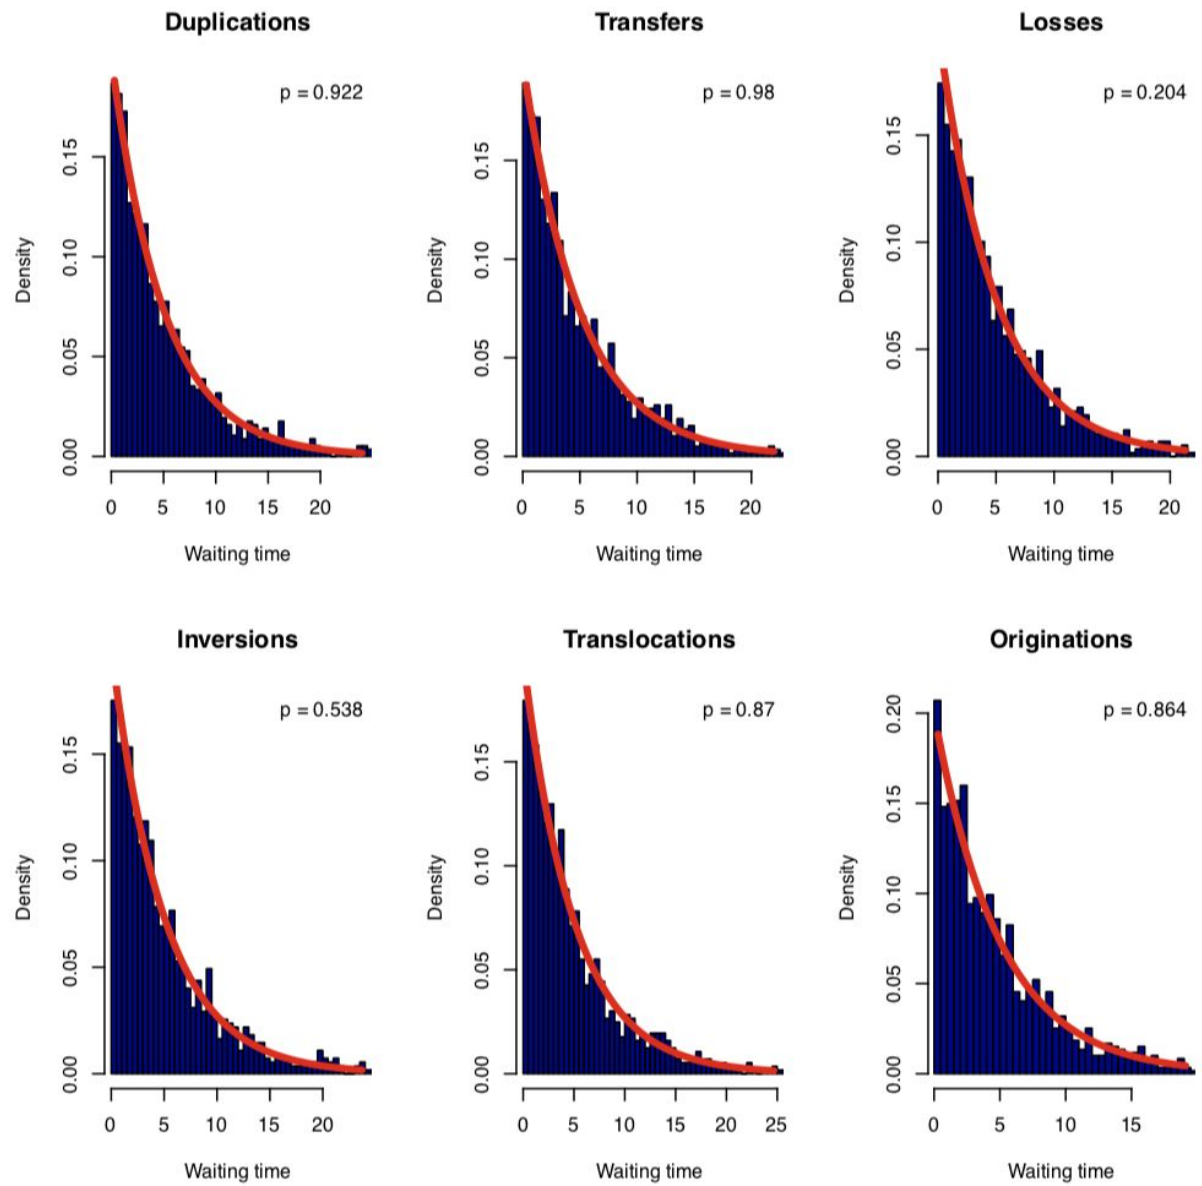 Duplications
p = 0.922
Density
0.00 0.05 0.10 0.15
0 5 10 15 20
Waiting time
Transfers
p = 0.98
Density
0.00 0.05 0.10 0.15
0 5 10 15 20
Waiting time
Losses
p = 0.204
Density
0.00 0.05 0.10 0.15
0 5 10 15 20
Waiting time
Inversions
p = 0.538
Density
0.00 0.05 0.10 0.15
0 5 10 15 20
Waiting time
Translocations
p = 0.87
Density
0.00 0.05 0.10 0.15
0 5 10 15 20 25
Waiting time
Originations
p = 0.864
Density
0.00 0.05 0.10 0.15 0.20
0 5 10 15
Waiting time